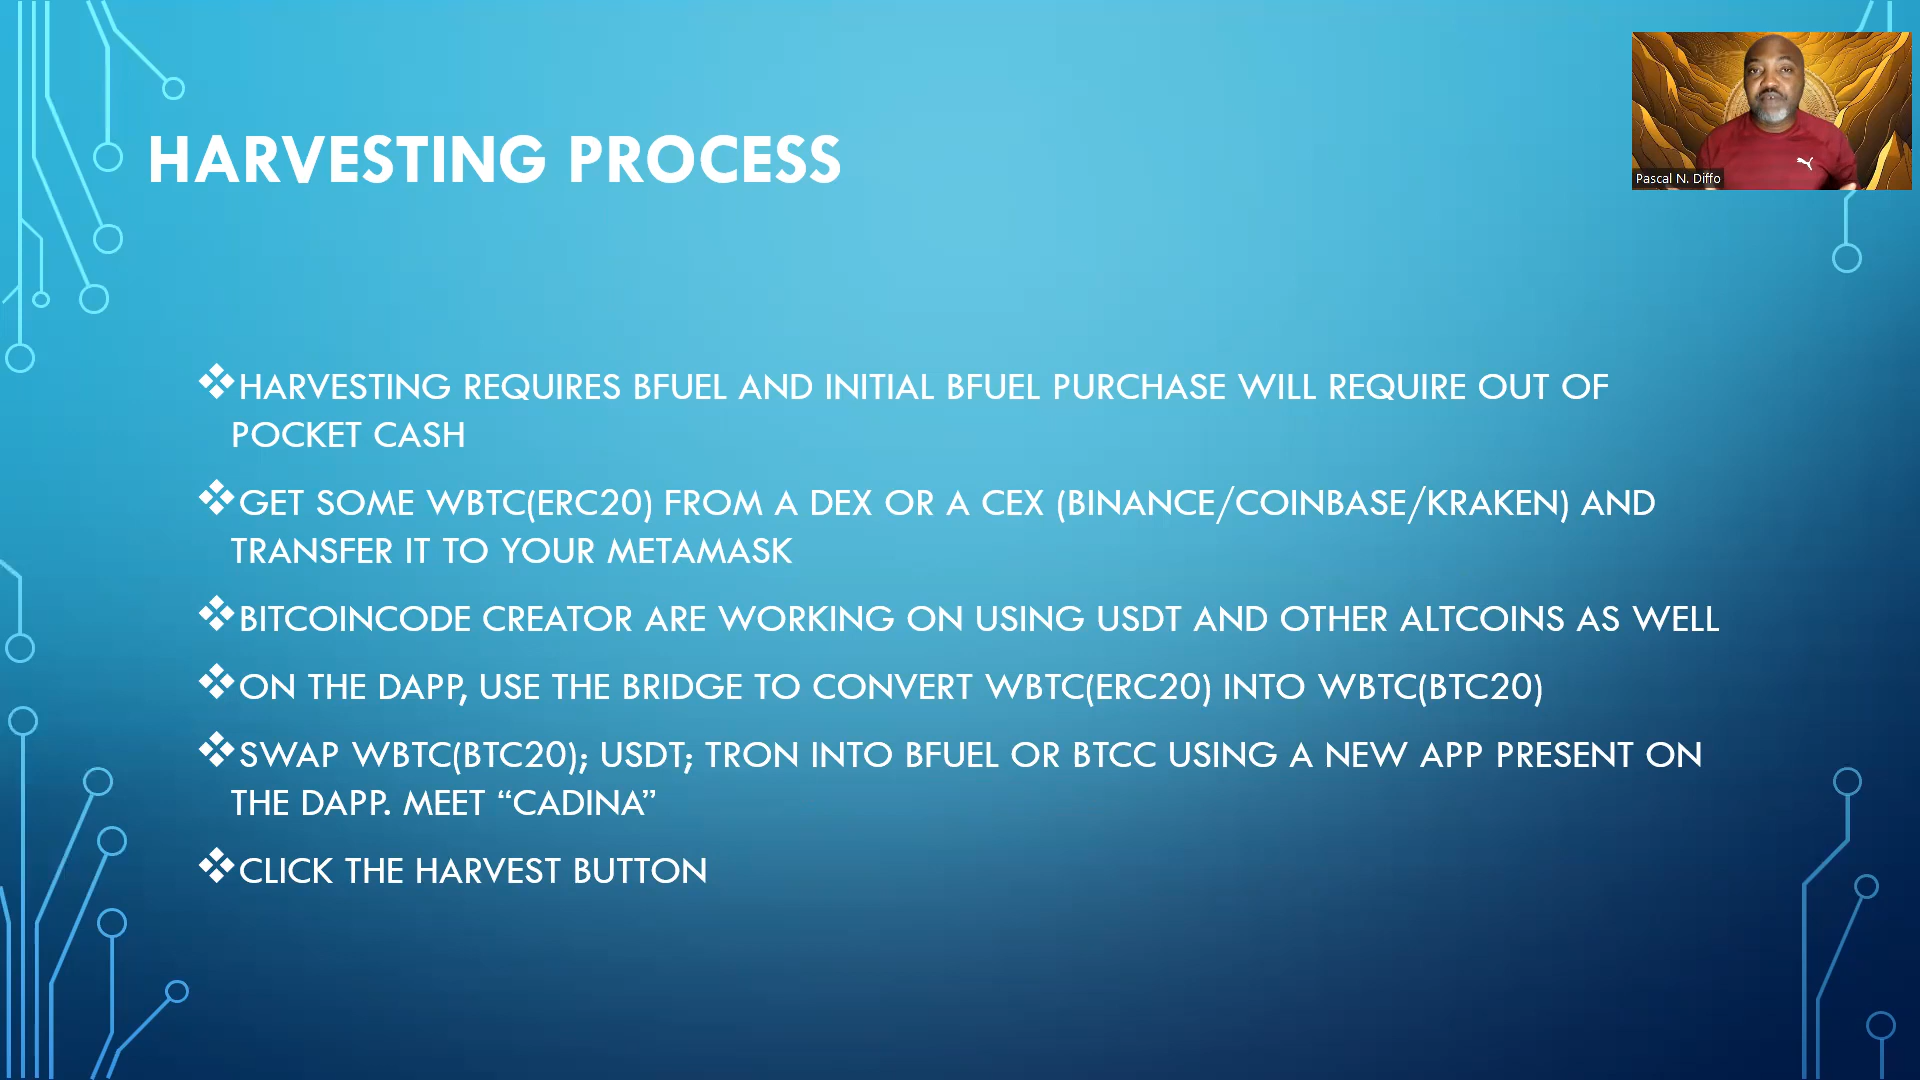 HARVESTING PROCESS
Pascal N. Diffo
❖HARVESTING REQUIRES BFUEL AND INITIAL BFUEL PURCHASE WILL REQUIRE OUT OF
POCKET CASH
❖GET SOME WBTC(ERC20) FROM A DEX OR A CEX (BINANCE/COINBASE/KRAKEN) AND
TRANSFER IT TO YOUR METAMASK
❖BITCOINCODE CREATOR ARE WORKING ON USING USDT AND OTHER ALTCOINS AS WELL
❖ON THE DAPP, USE THE BRIDGE TO CONVERT WBTC(ERC20) INTO WBTC(BTC20)
❖SWAP WBTC(BTC20); USDT; TRON INTO BFUEL OR BTCC USING A NEW APP PRESENT ON
THE DAPP. MEET “CADINA”
❖CLICK THE HARVEST BUTTON